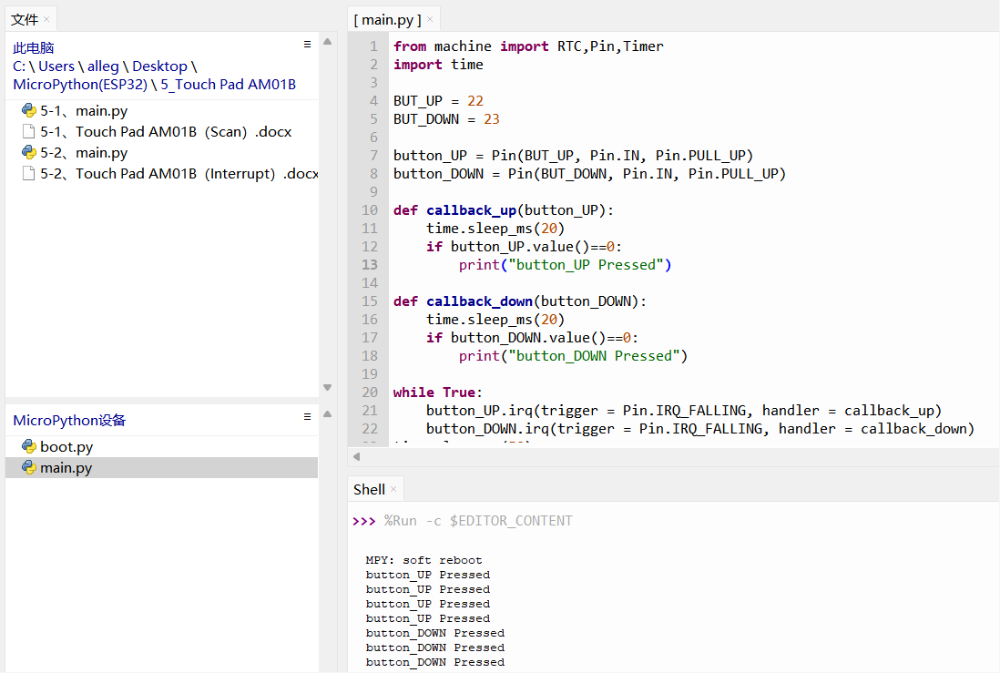 文件 ×
此电脑 ≡
C: \ Users \ alleg \ Desktop \
MicroPython(ESP32) \ 5_Touch Pad AM01B
5-1、main.py
5-1、Touch Pad AM01B（Scan）.docx
5-2、main.py
5-2、Touch Pad AM01B（Interrupt）.docx
MicroPython设备 ≡
boot.py
main.py
[ main.py ] ×
1 from machine import RTC,Pin,Timer
2 import time
3
4 BUT_UP = 22
5 BUT_DOWN = 23
6
7 button_UP = Pin(BUT_UP, Pin.IN, Pin.PULL_UP)
8 button_DOWN = Pin(BUT_DOWN, Pin.IN, Pin.PULL_UP)
9
10 def callback_up(button_UP):
11     time.sleep_ms(20)
12     if button_UP.value()==0:
13         print("button_UP Pressed")
14
15 def callback_down(button_DOWN):
16     time.sleep_ms(20)
17     if button_DOWN.value()==0:
18         print("button_DOWN Pressed")
19
20 while True:
21     button_UP.irq(trigger = Pin.IRQ_FALLING, handler = callback_up)
22     button_DOWN.irq(trigger = Pin.IRQ_FALLING, handler = callback_down)
Shell ×
>>> %Run -c $EDITOR_CONTENT
MPY: soft reboot
button_UP Pressed
button_UP Pressed
button_UP Pressed
button_UP Pressed
button_DOWN Pressed
button_DOWN Pressed
button_DOWN Pressed